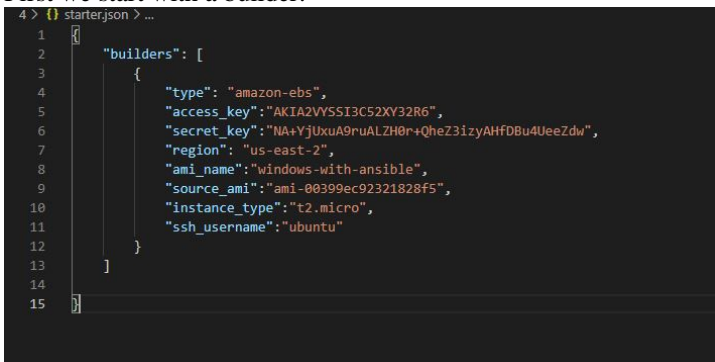 First we start with a builder.
4 > {} starter.json > ...
1 {
2 "builders": [
3 {
4 "type": "amazon-ebs",
5 "access_key":"AKIA2VYSSI3C52XY32R6",
6 "secret_key":"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",
7 "region": "us-east-2",
8 "ami_name":"windows-with-ansible",
9 "source_ami":"ami-00399ec92321828f5",
10 "instance_type":"t2.micro",
11 "ssh_username":"ubuntu"
12 }
13 ]
14
15 }